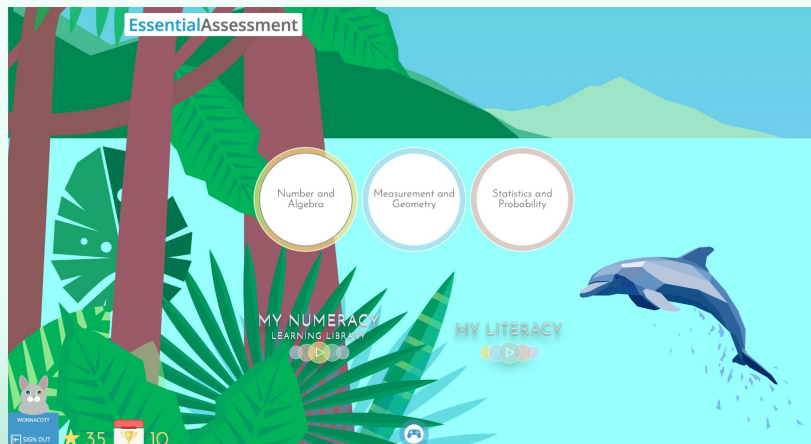 EssentialAssessment
Number and
Algebra
Measurement and
Geometry
Statistics and
Probability
MY NUMERACY
LEARNING LIBRARY
MY LITERACY
WONNACOTT
SIGN OUT
35
10